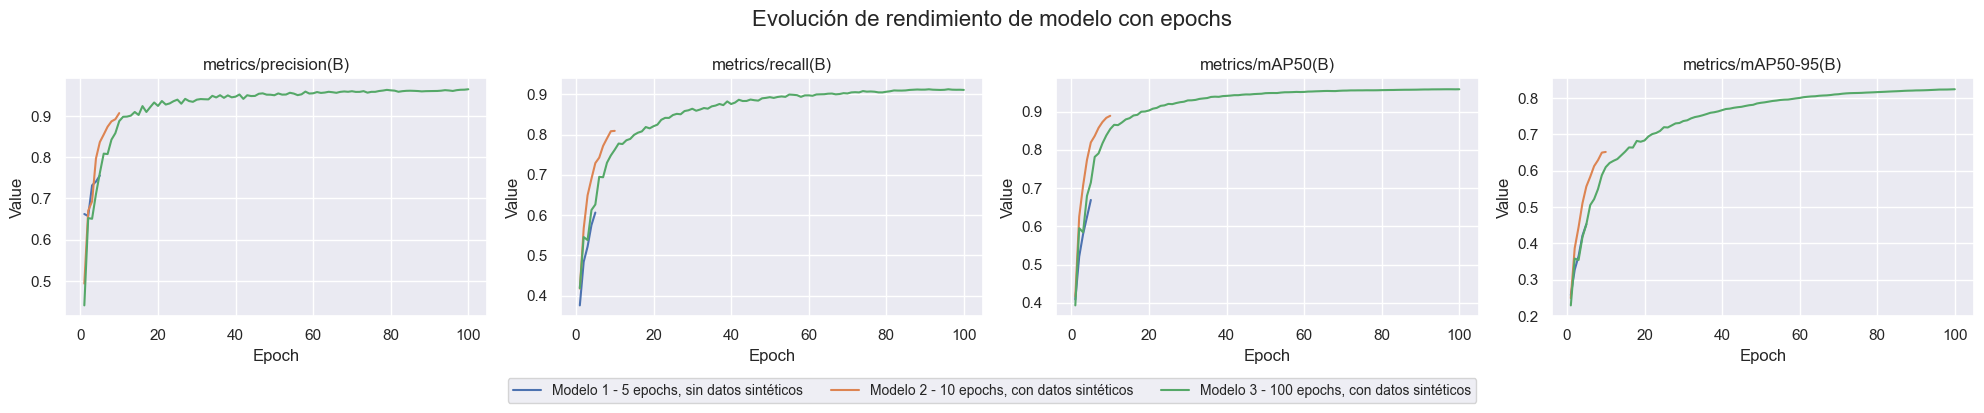 Evolución de rendimiento de modelo con epochs
metrics/precision(B)
Value
0.9
0.8
0.7
0.6
0.5
0 20 40 60 80 100
Epoch
metrics/recall(B)
Value
0.9
0.8
0.7
0.6
0.5
0.4
0 20 40 60 80 100
Epoch
metrics/mAP50(B)
Value
0.9
0.8
0.7
0.6
0.5
0.4
0 20 40 60 80 100
Epoch
metrics/mAP50-95(B)
Value
0.8
0.7
0.6
0.5
0.4
0.3
0.2
0 20 40 60 80 100
Epoch
Modelo 1 - 5 epochs, sin datos sintéticos
Modelo 2 - 10 epochs, con datos sintéticos
Modelo 3 - 100 epochs, con datos sintéticos